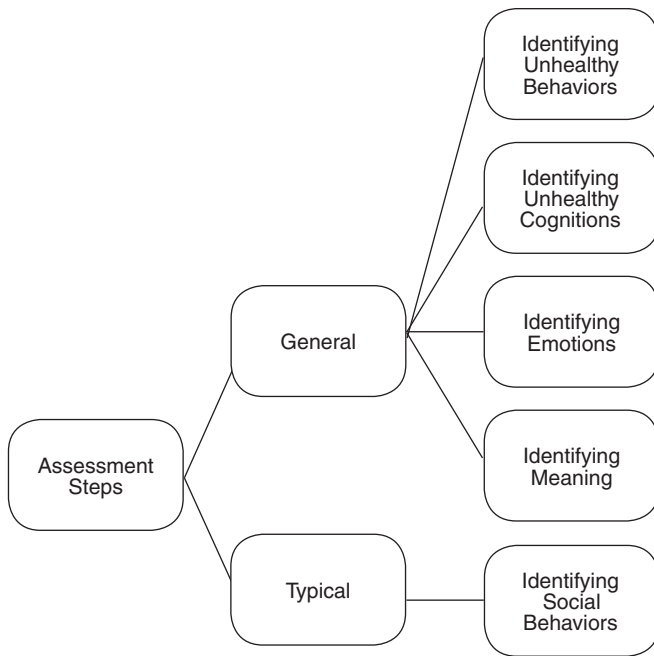 Identifying
Unhealthy
Behaviors
Identifying
Unhealthy
Cognitions
General
Identifying
Emotions
Assessment
Steps
Identifying
Meaning
Typical
Identifying
Social
Behaviors